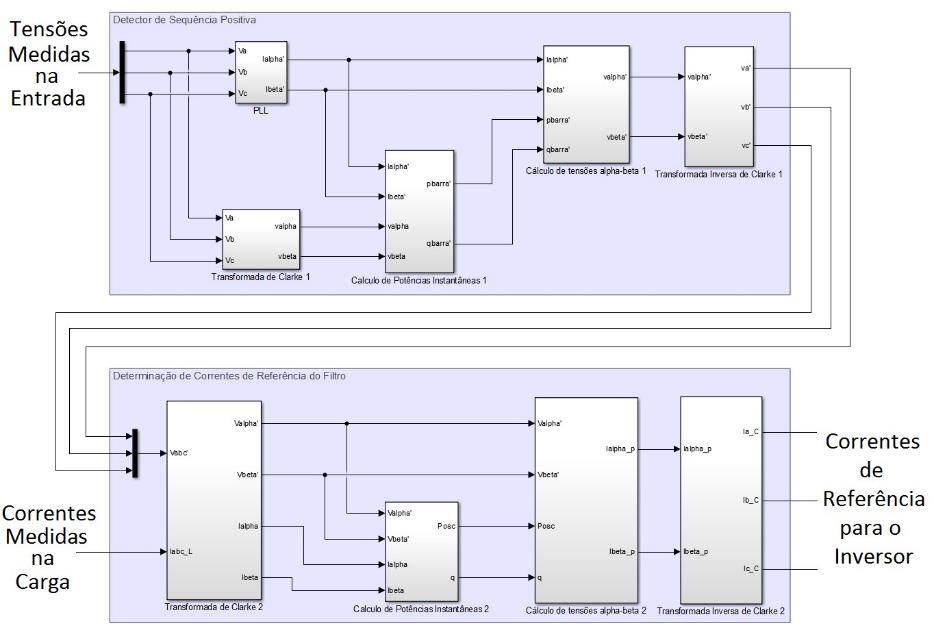 Tensões
Medidas
na
Entrada
Detector de Sequência Positiva
Va
Vb
Vc
Ialpha'
Ibeta'
PLL
Va
Vb
Vc
valpha
vbeta
Transformada de Clarke 1
Ialpha'
Ibeta'
valpha
vbeta
pbarra'
qbarra'
Calculo de Potências Instantâneas 1
Ialpha'
Ibeta'
pbarra'
qbarra'
valpha'
vbeta'
Cálculo de tensões alpha-beta 1
valpha'
vbeta'
va'
vb'
vc'
Transformada Inversa de Clarke 1
Determinação de Correntes de Referência do Filtro
Correntes
Medidas
na
Carga
Vabc'
Iabc_L
Valpha'
Vbeta'
Ialpha
Ibeta
Transformada de Clarke 2
Valpha'
Vbeta'
Ialpha
Ibeta
Posc
q
Calculo de Potências Instantâneas 2
Valpha'
Vbeta'
Posc
q
Ialpha_p
Ibeta_p
Cálculo de tensões alpha-beta 2
Ialpha_p
Ibeta_p
Ia_C
Ib_C
Ic_C
Transformada Inversa de Clarke 2
Correntes
de
Referência
para o
Inversor